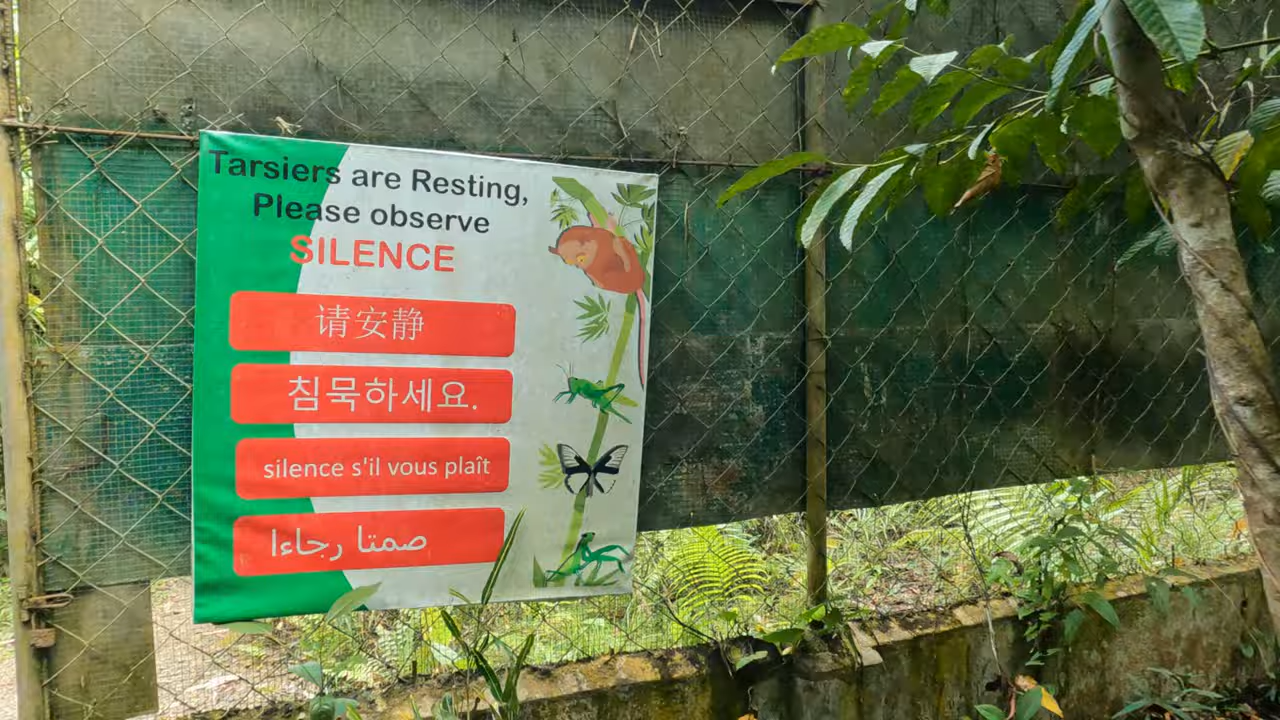 Tarsiers are Resting,
Please observe
SILENCE
请安静
침묵하세요.
silence s'il vous plaît
صمتا رجاءا